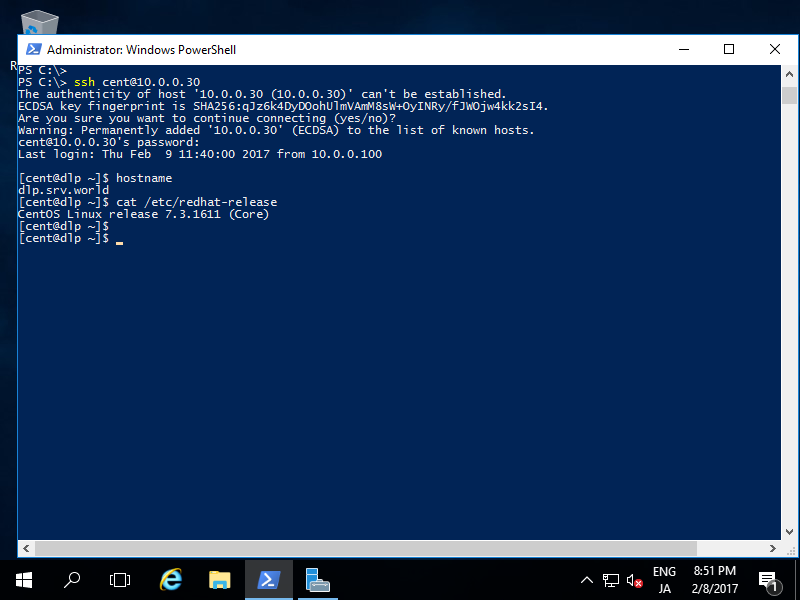 R
Administrator: Windows PowerShell
PS C:\>
PS C:\> ssh cent@10.0.0.30
The authenticity of host '10.0.0.30 (10.0.0.30)' can't be established.
ECDSA key fingerprint is SHA256:qJz6k4DyDOohUlmVAmM8sW+OyINRy/fJWOjw4kk2sI4.
Are you sure you want to continue connecting (yes/no)?
Warning: Permanently added '10.0.0.30' (ECDSA) to the list of known hosts.
cent@10.0.0.30's password:
Last login: Thu Feb  9 11:40:00 2017 from 10.0.0.100
[cent@dlp ~]$ hostname
dlp.srv.world
[cent@dlp ~]$ cat /etc/redhat-release
CentOS Linux release 7.3.1611 (Core)
[cent@dlp ~]$
[cent@dlp ~]$
ENG
JA
8:51 PM
2/8/2017
1